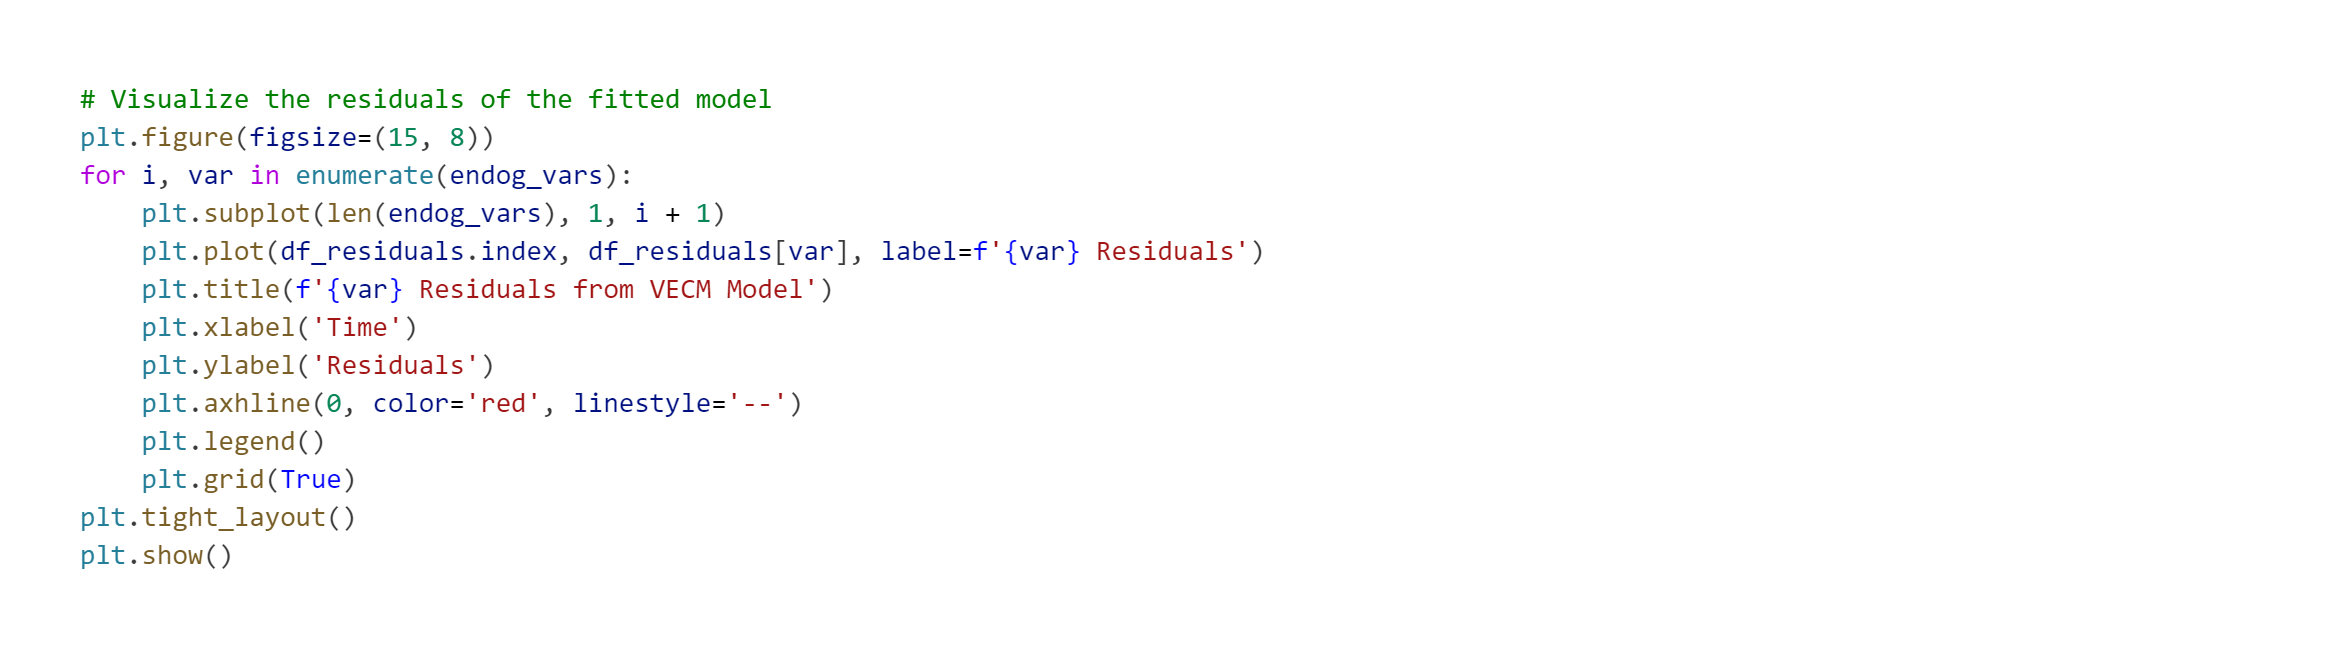 # Visualize the residuals of the fitted model
plt.figure(figsize=(15, 8))
for i, var in enumerate(endog_vars):
    plt.subplot(len(endog_vars), 1, i + 1)
    plt.plot(df_residuals.index, df_residuals[var], label=f'{var} Residuals')
    plt.title(f'{var} Residuals from VECM Model')
    plt.xlabel('Time')
    plt.ylabel('Residuals')
    plt.axhline(0, color='red', linestyle='--')
    plt.legend()
    plt.grid(True)
plt.tight_layout()
plt.show()